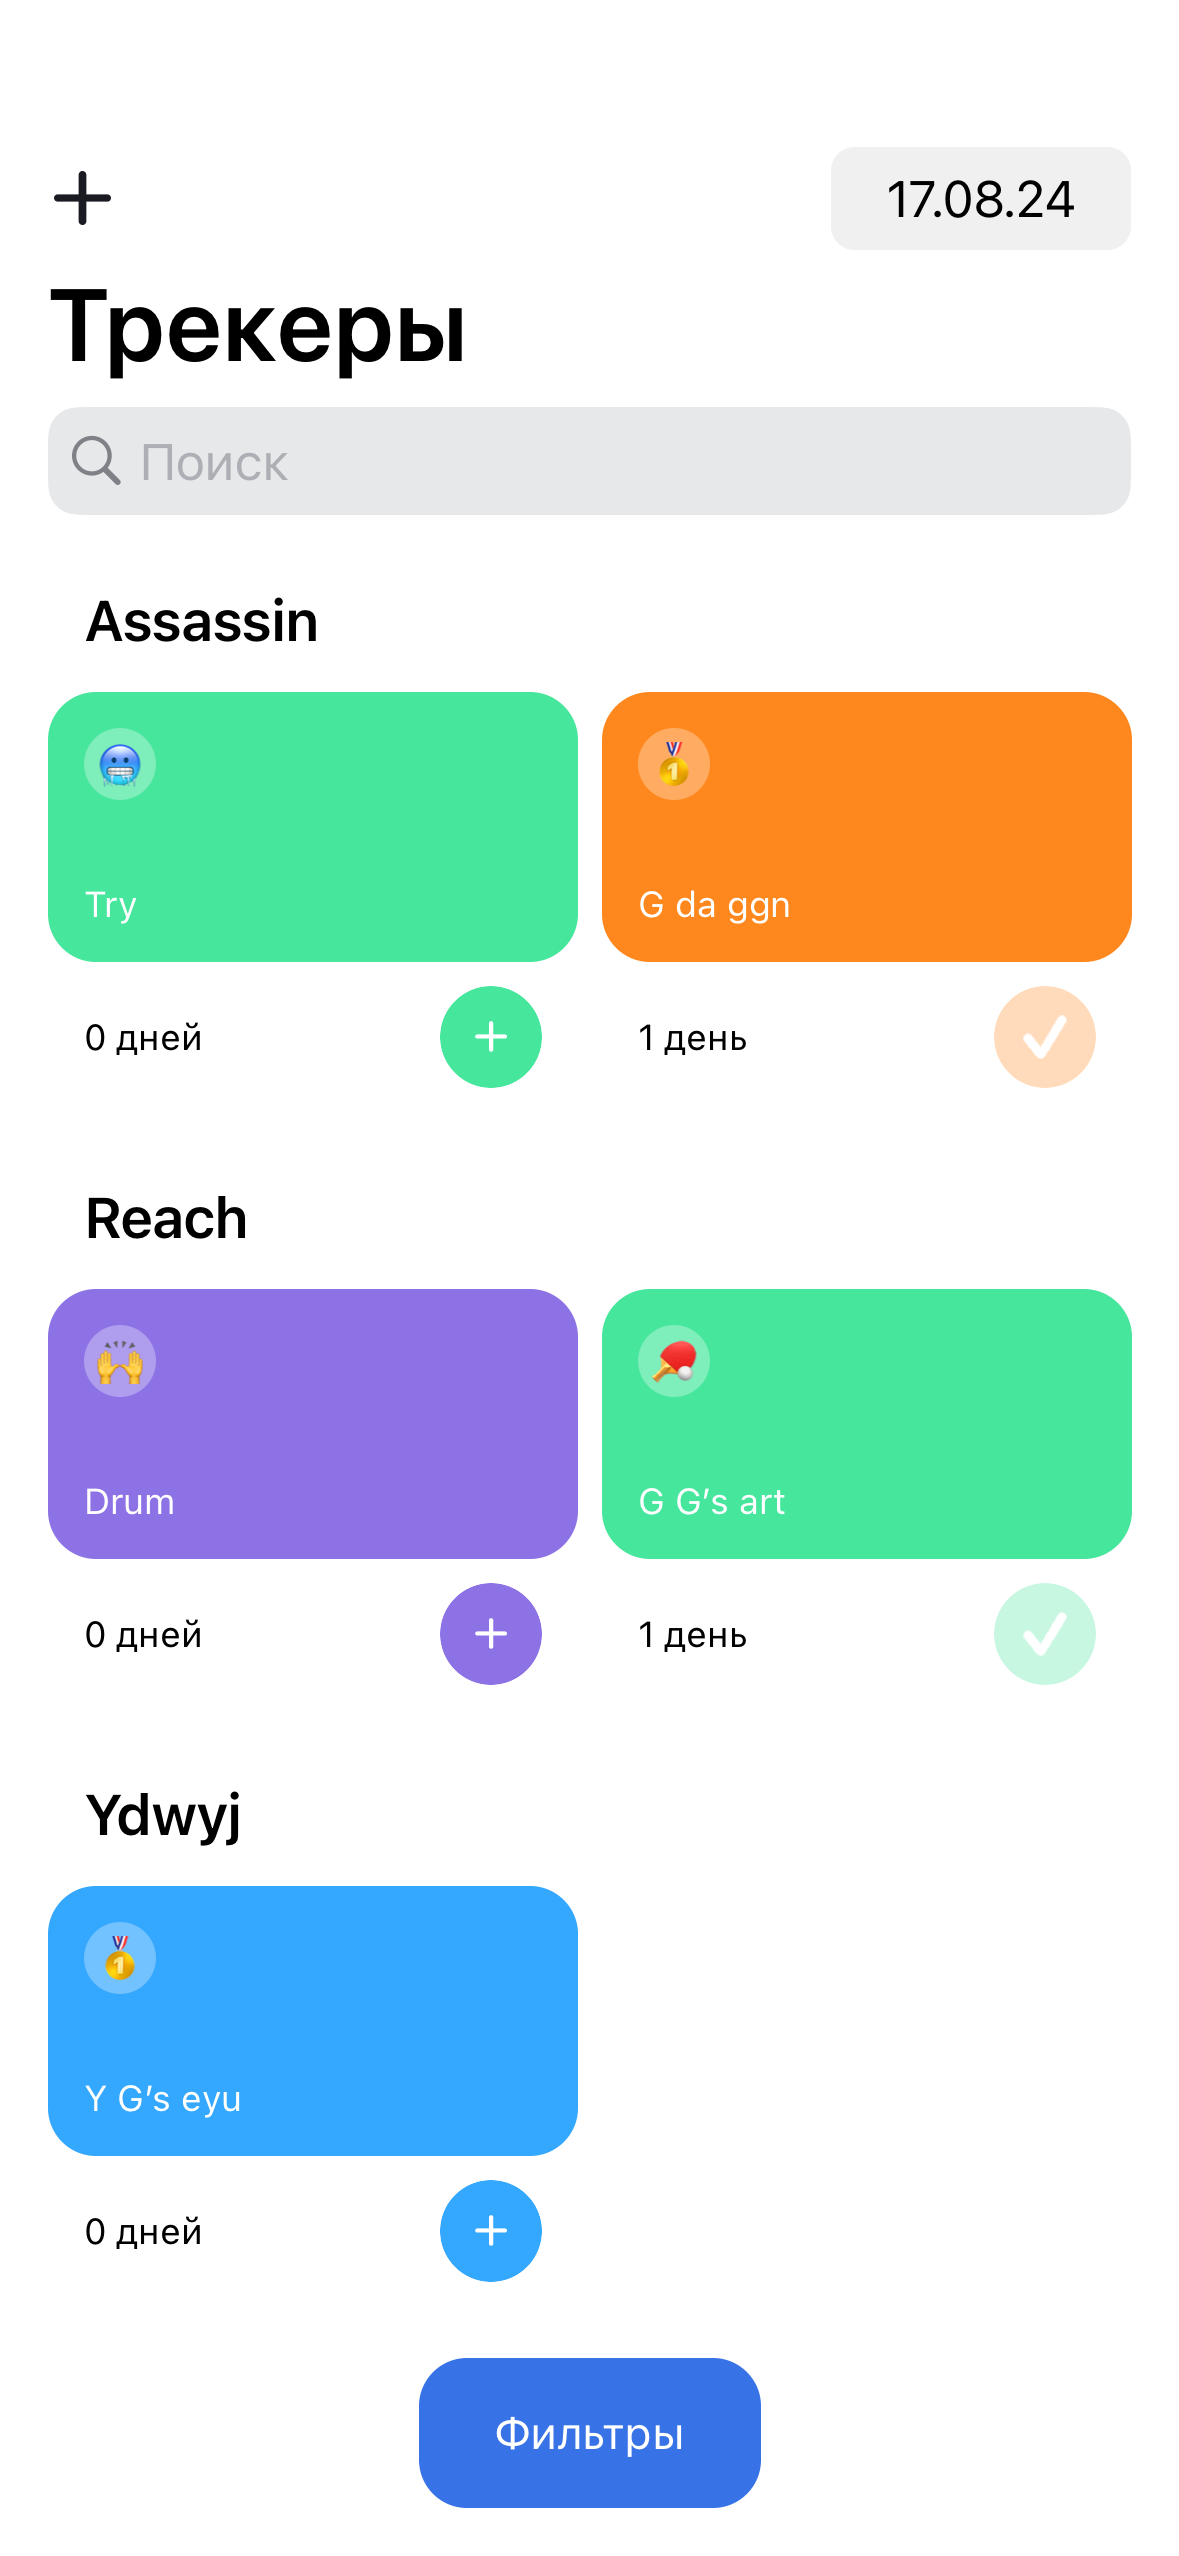 17.08.24
Трекеры
Поиск
Assassin
Try
G da ggn
0 дней
1 день
Reach
Drum
G G’s art
0 дней
1 день
Ydwyj
Y G’s eyu
0 дней
Фильтры